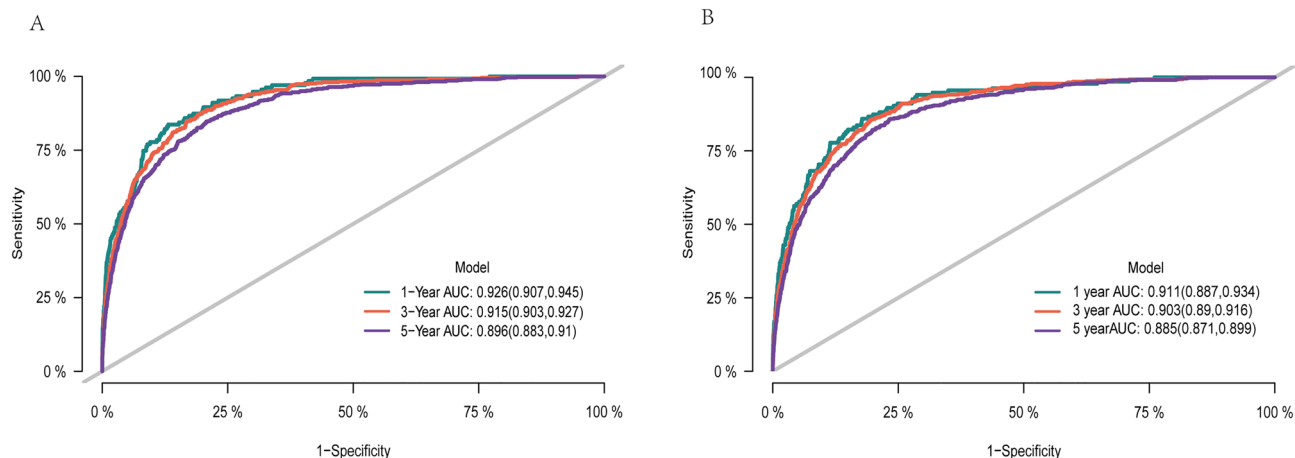 A
100 %
75 %
50 %
25 %
0 %
Sensitivity
Model
1−Year AUC: 0.926(0.907,0.945)
3−Year AUC: 0.915(0.903,0.927)
5−Year AUC: 0.896(0.883,0.91)
0 %
25 %
50 %
75 %
100 %
1−Specificity
B
100 %
75 %
50 %
25 %
0 %
Sensitivity
Model
1 year AUC: 0.911(0.887,0.934)
3 year AUC: 0.903(0.89,0.916)
5 yearAUC: 0.885(0.871,0.899)
0 %
25 %
50 %
75 %
100 %
1−Specificity